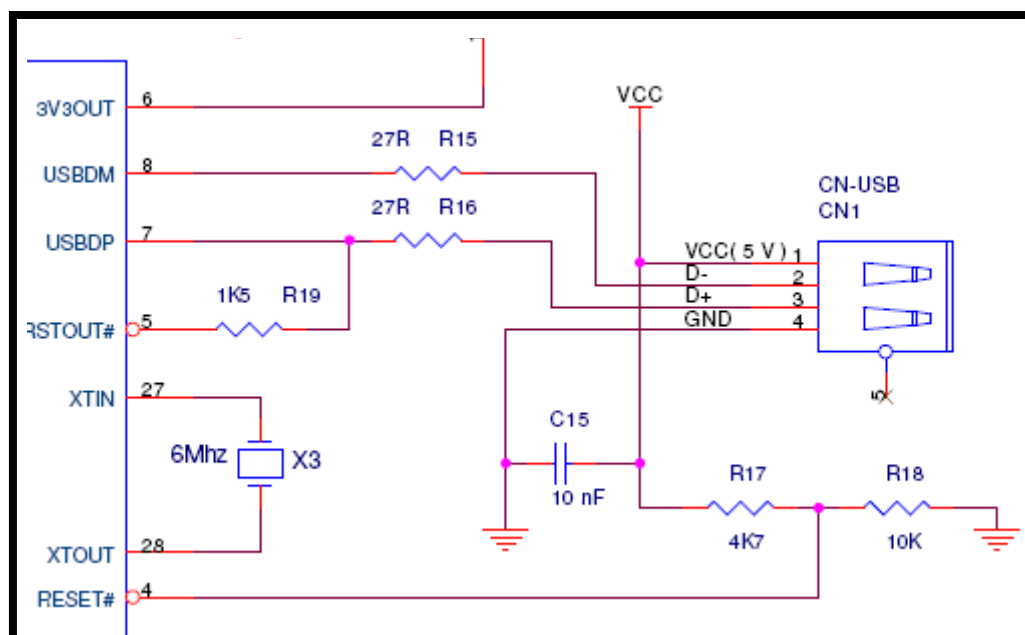 3V3OUT 6
VCC
27R R15
USBDM 8
CN-USB
CN1
27R R16
USBDP 7
VCC( 5 V ) 1
D- 2
1K5 R19
D+ 3
RSTOUT# 5
GND 4
XTIN 27
5
C15
6Mhz X3
R17 R18
10 nF
4K7 10K
XTOUT 28
RESET# 4